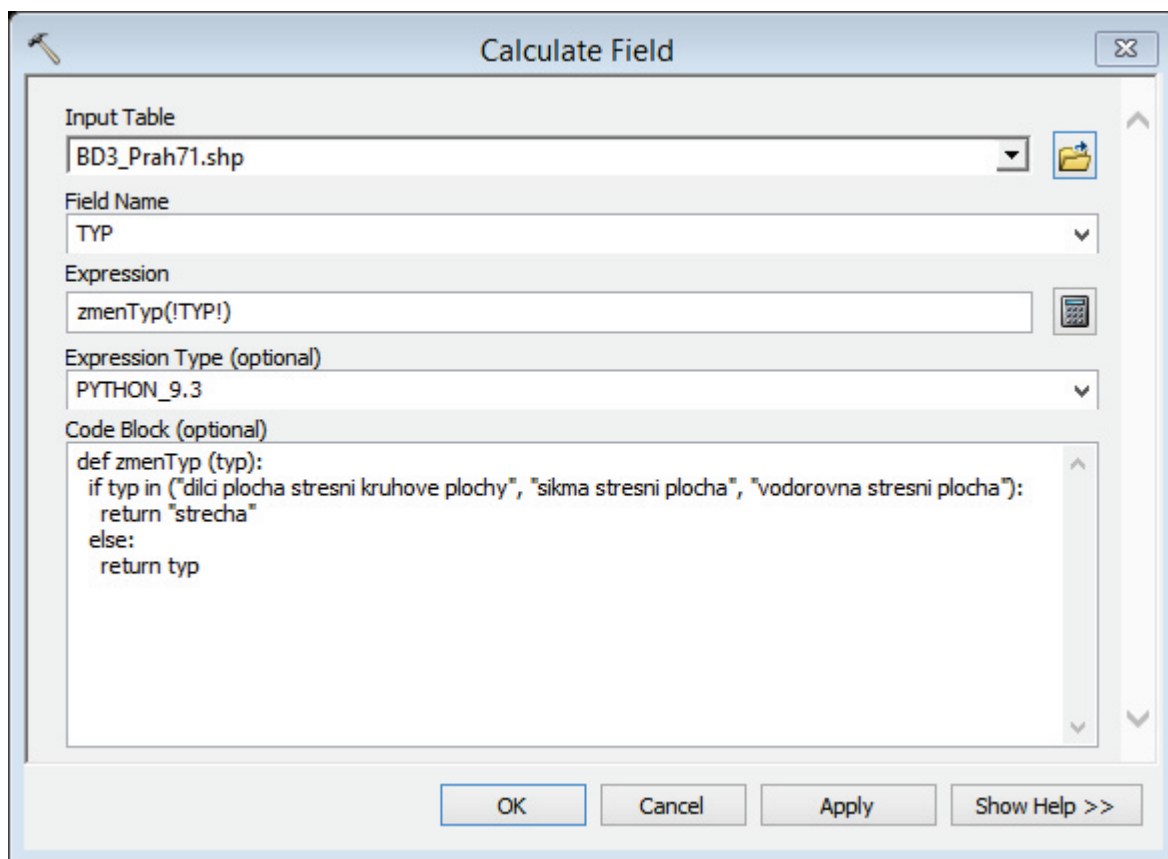 Calculate Field
Input Table
BD3_Prah71.shp
Field Name
TYP
Expression
zmenTyp(!TYP!)
Expression Type (optional)
PYTHON_9.3
Code Block (optional)
def zmenTyp (typ):
if typ in ("dilci plocha stresni kruhove plochy", "sikma stresni plocha", "vodorovna stresni plocha"):
return "strecha"
else:
return typ
OK Cancel Apply Show Help >>